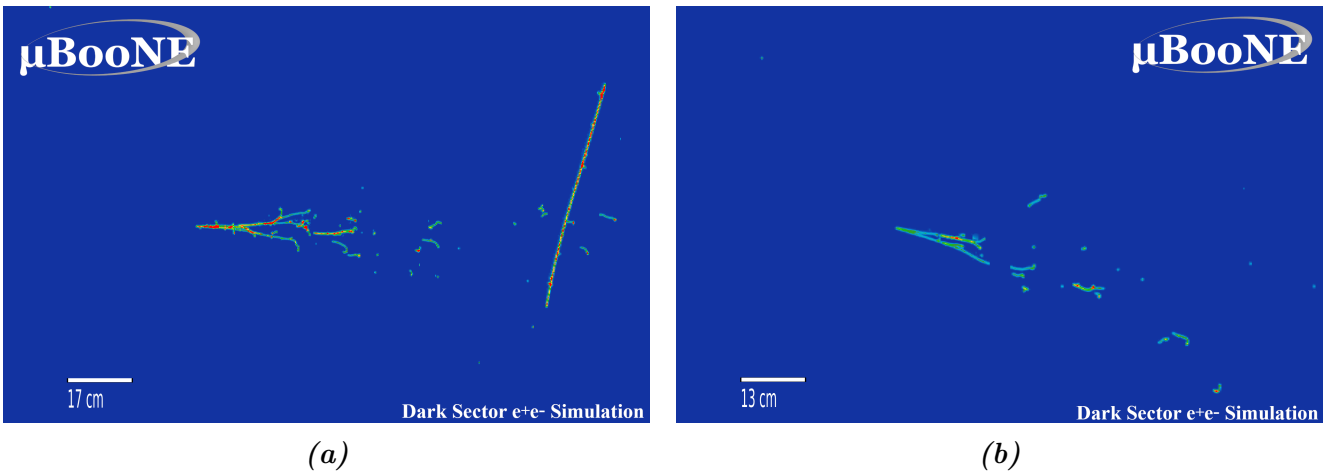 µBooNE
17 cm
Dark Sector e+e- Simulation
(a)
µBooNE
13 cm
Dark Sector e+e- Simulation
(b)